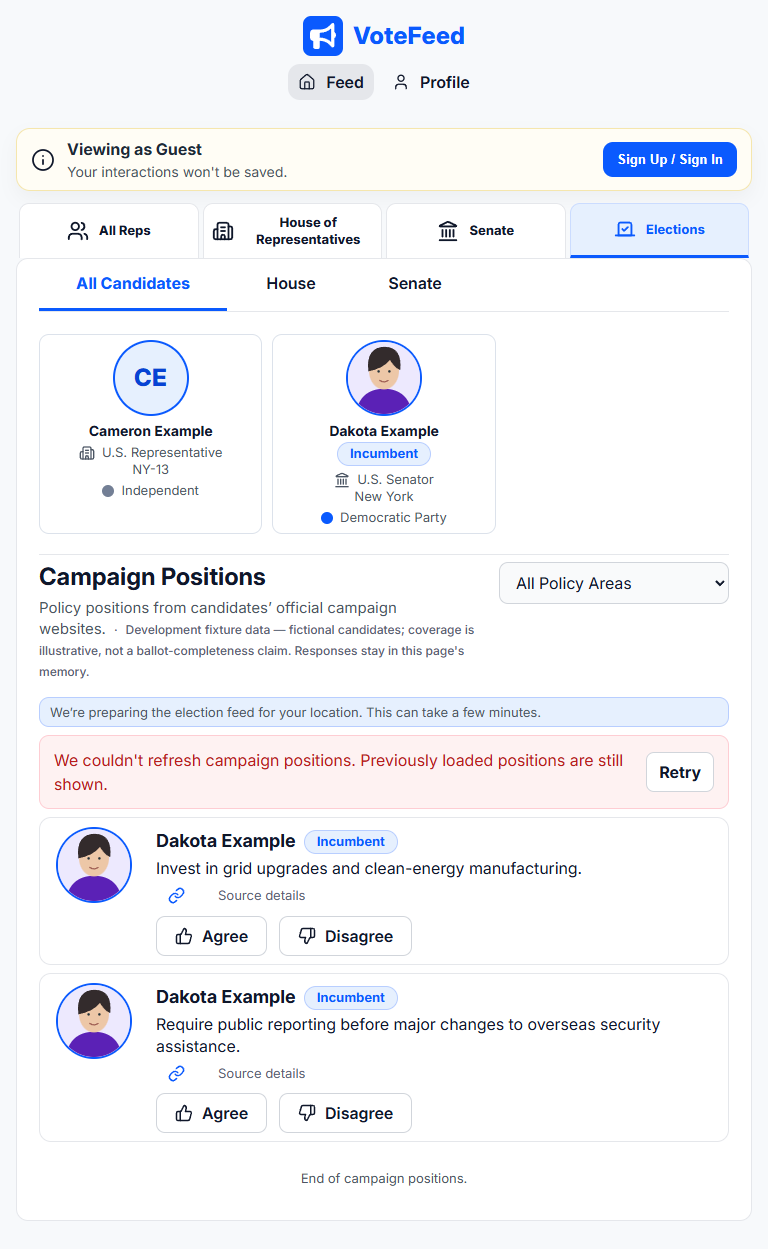 VoteFeed
Feed
Profile
Viewing as Guest
Your interactions won't be saved.
Sign Up / Sign In
All Reps
House of
Representatives
Senate
Elections
All Candidates
House
Senate
CE
Cameron Example
U.S. Representative
NY-13
Independent
Dakota Example
Incumbent
U.S. Senator
New York
Democratic Party
Campaign Positions
All Policy Areas
Policy positions from candidates’ official campaign
websites. · Development fixture data — fictional candidates; coverage is
illustrative, not a ballot-completeness claim. Responses stay in this page's
memory.
We’re preparing the election feed for your location. This can take a few minutes.
We couldn't refresh campaign positions. Previously loaded positions are still
shown.
Retry
Dakota Example
Incumbent
Invest in grid upgrades and clean-energy manufacturing.
Source details
Agree
Disagree
Dakota Example
Incumbent
Require public reporting before major changes to overseas security
assistance.
Source details
Agree
Disagree
End of campaign positions.